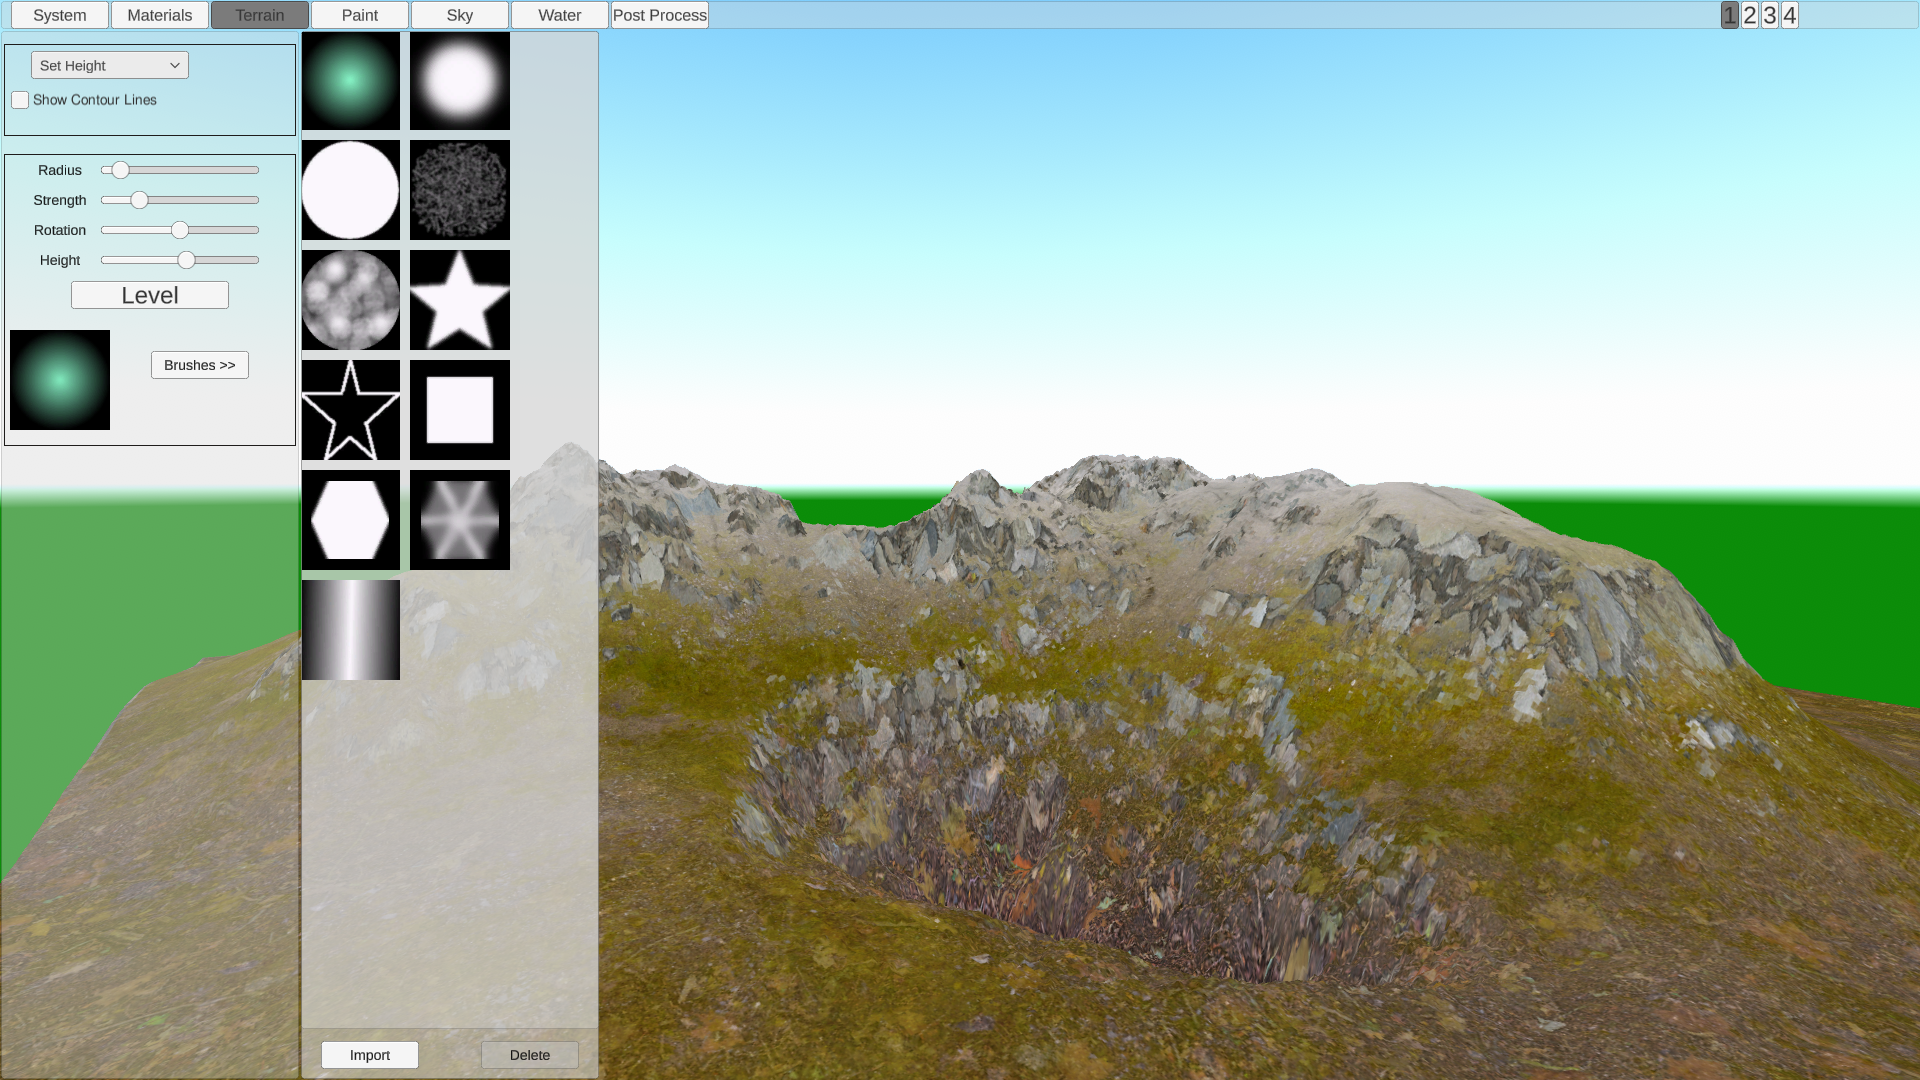 System Materials Terrain Paint Sky Water Post Process 1 2 3 4
Set Height
Show Contour Lines
Radius
Strength
Rotation
Height
Level
Brushes >>
Import Delete